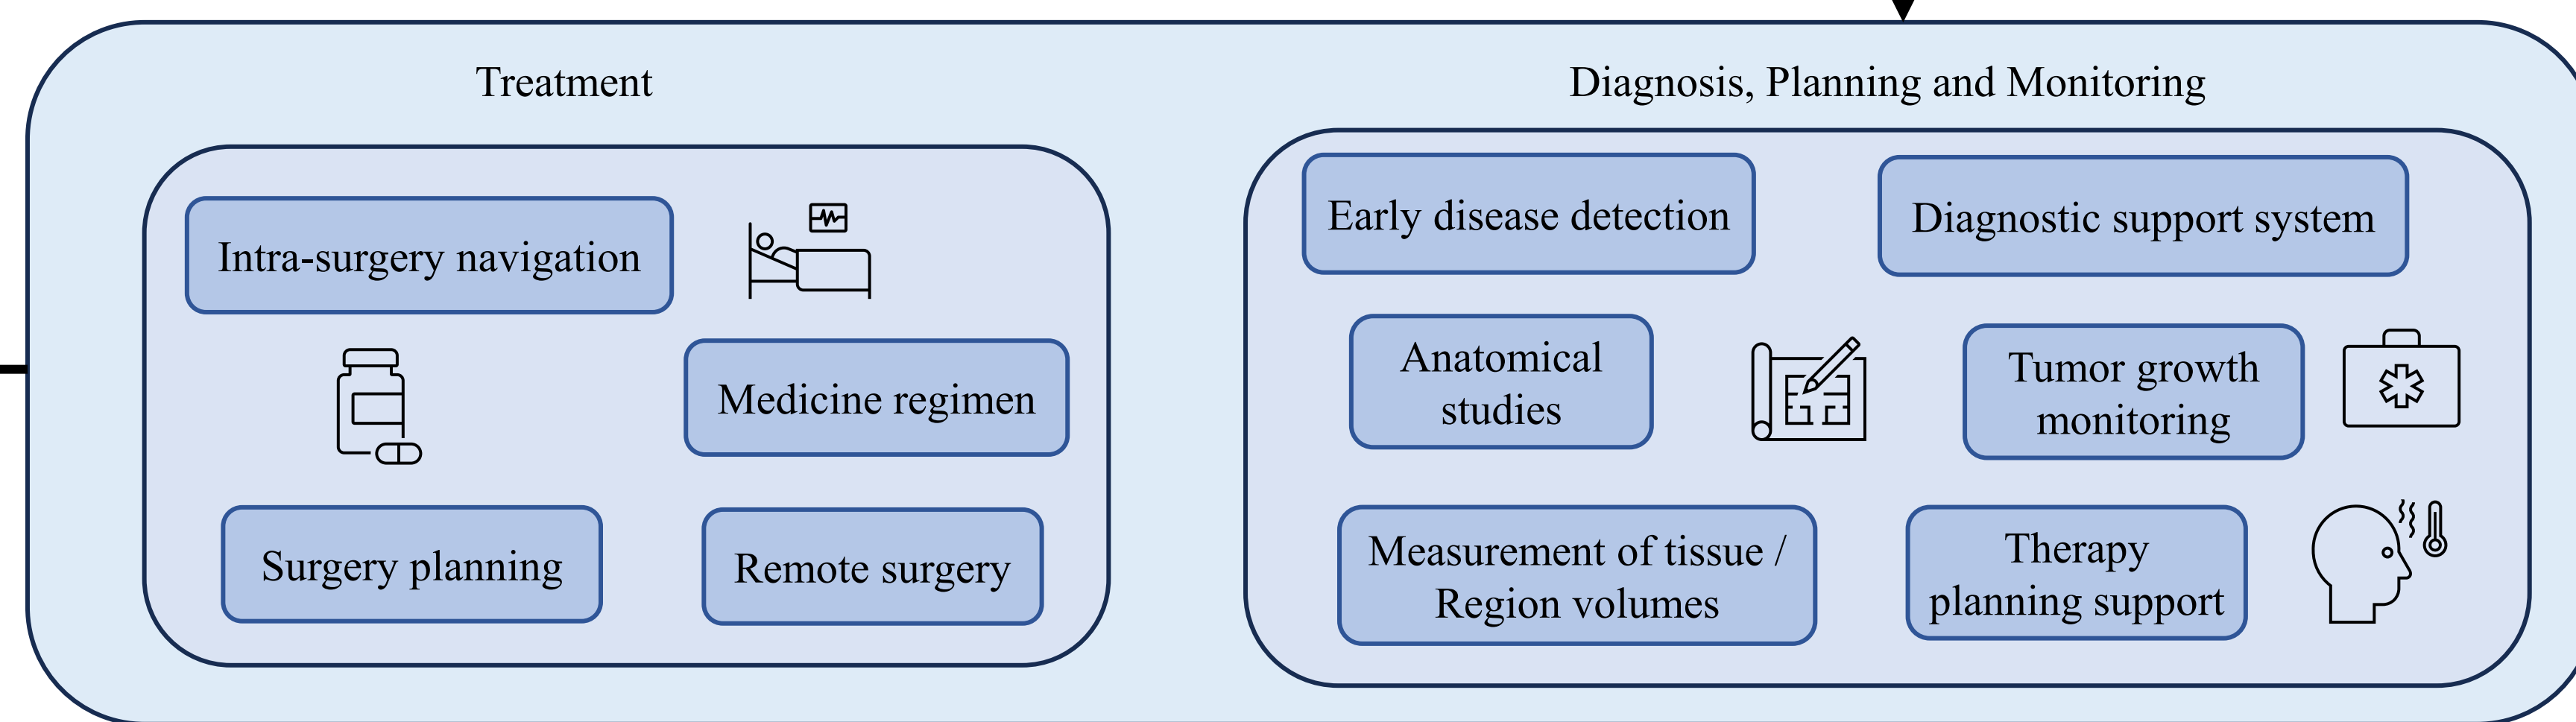 Treatment
Intra-surgery navigation
Medicine regimen
Surgery planning
Remote surgery
Diagnosis, Planning and Monitoring
Early disease detection
Diagnostic support system
Anatomical
studies
Tumor growth
monitoring
Measurement of tissue /
Region volumes
Therapy
planning support